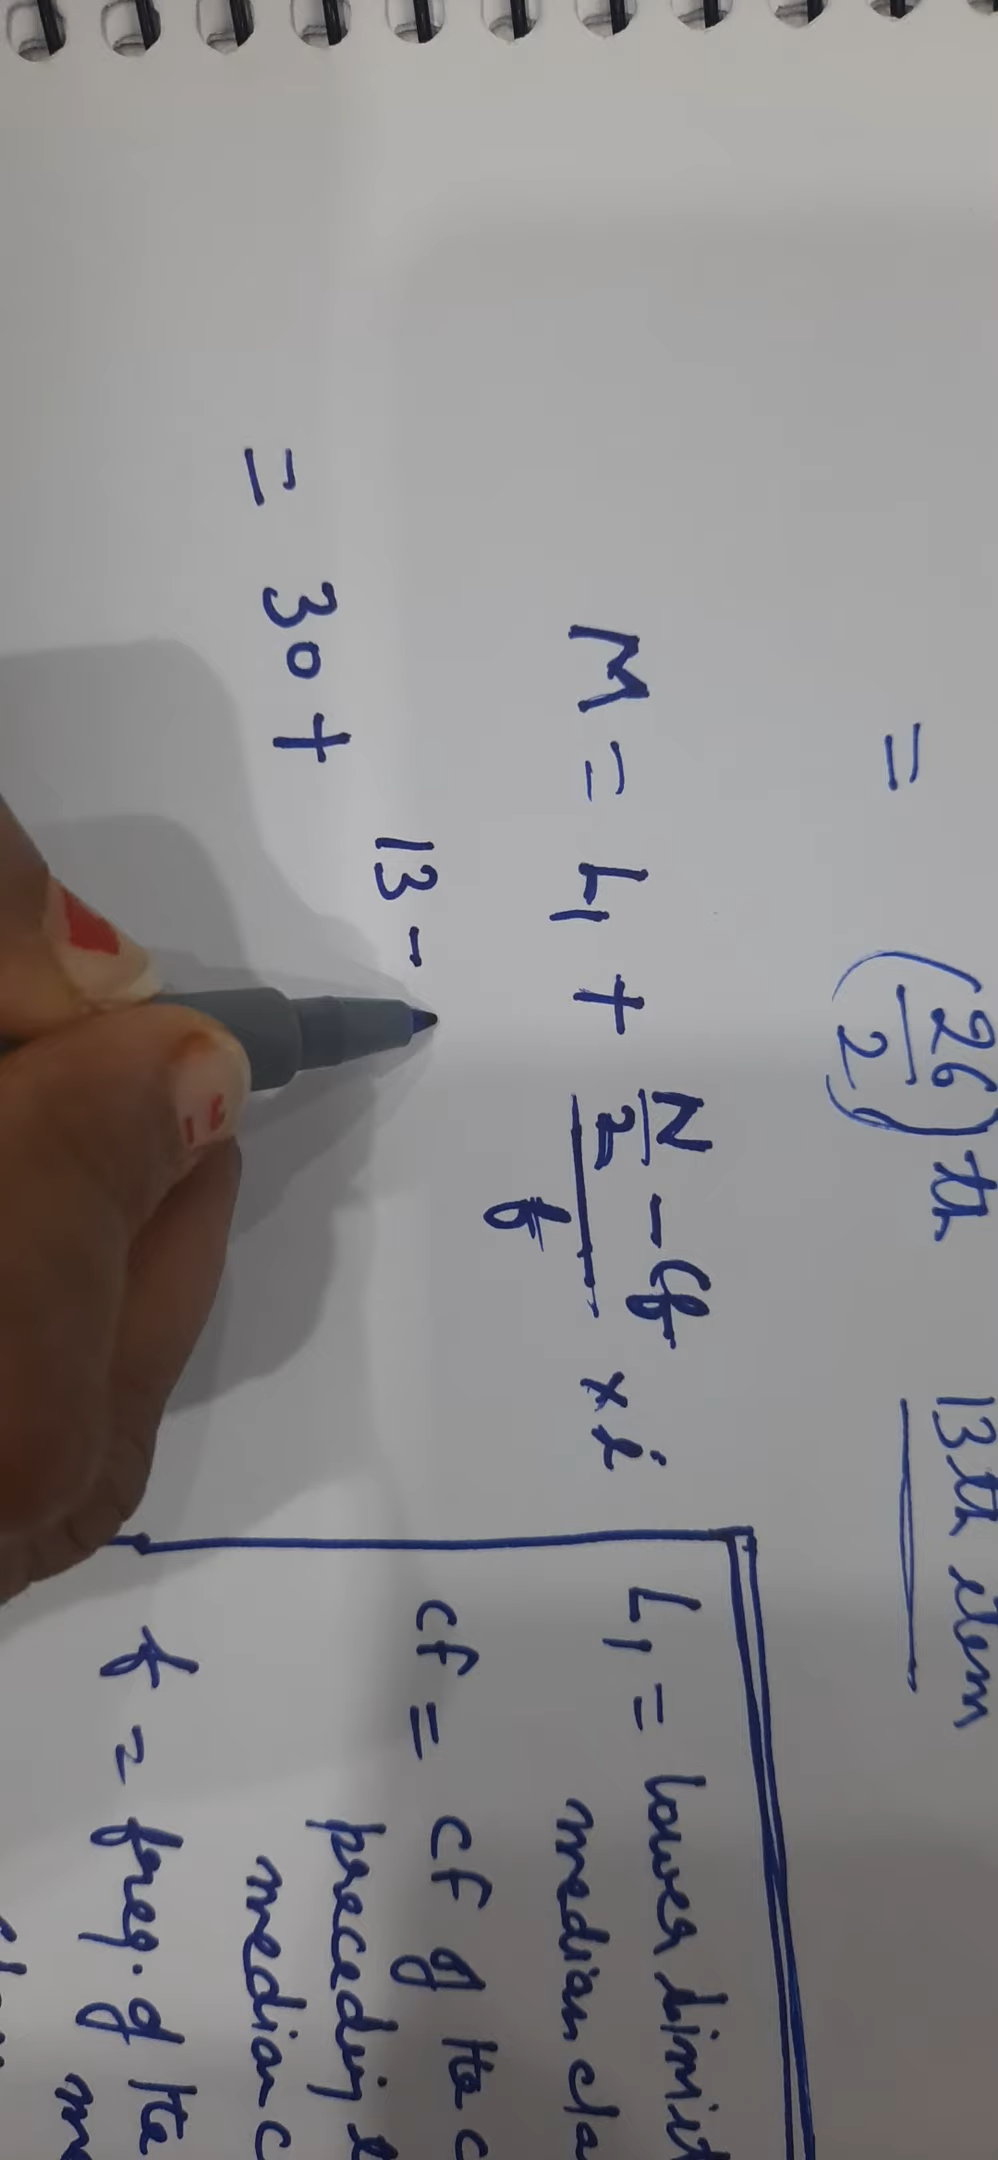 = (26/2)th 13th item
M = L1 + N/2 - Cf / f × i
= 30 + 13 -
L1 = lower limit
median cla
cf = cf of the c
preceding
median c
f = freq. of the